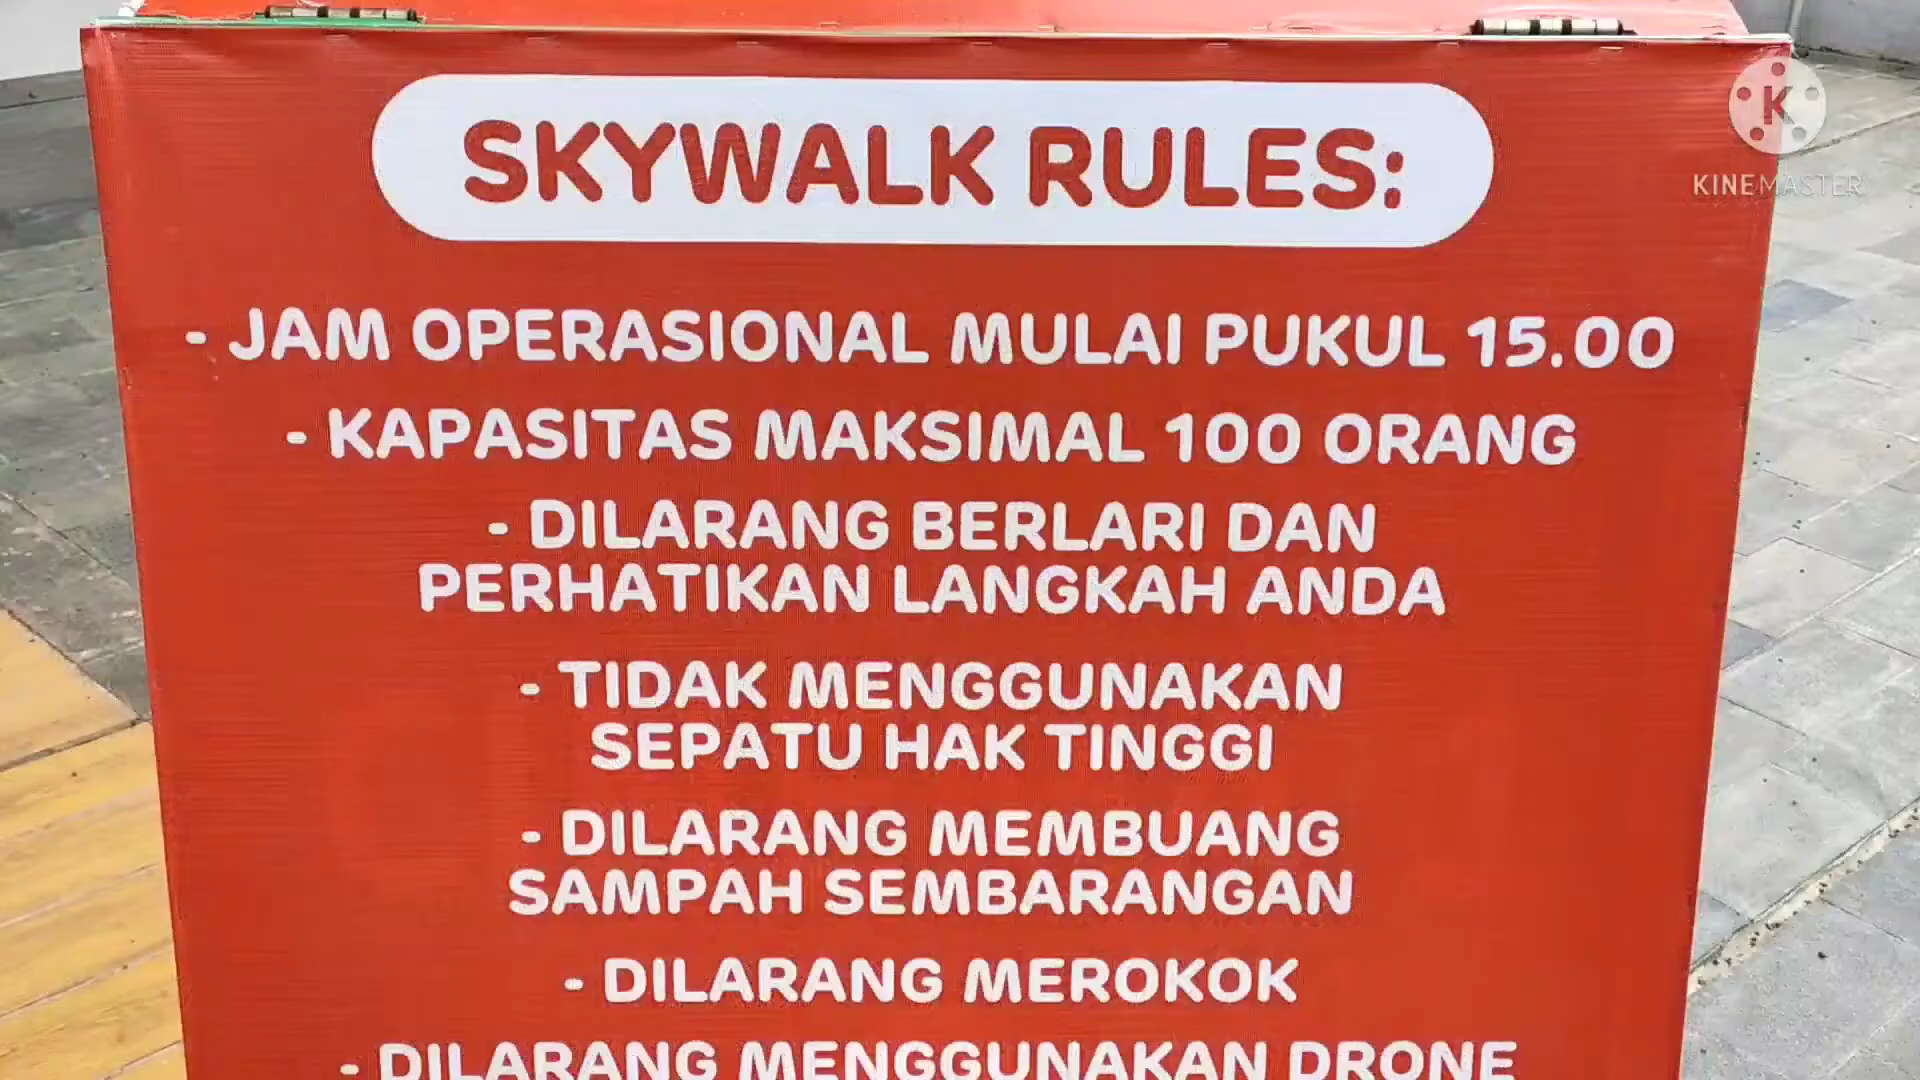 SKYWALK RULES:
- JAM OPERASIONAL MULAI PUKUL 15.00
- KAPASITAS MAKSIMAL 100 ORANG
- DILARANG BERLARI DAN
PERHATIKAN LANGKAH ANDA
- TIDAK MENGGUNAKAN
SEPATU HAK TINGGI
- DILARANG MEMBUANG
SAMPAH SEMBARANGAN
- DILARANG MEROKOK
- DILARANG MENGGUNAKAN DRONE
K
KINEMASTER